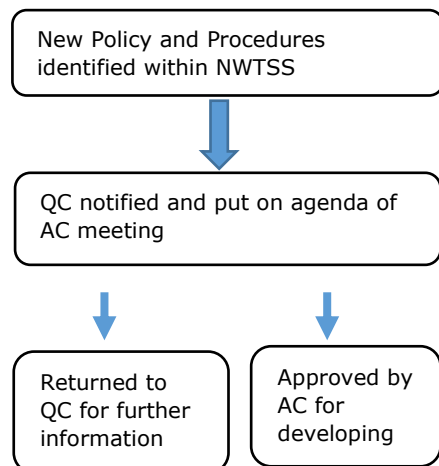 New Policy and Procedures
identified within NWTSS
QC notified and put on agenda of
AC meeting
Returned to
QC for further
information
Approved by
AC for
developing